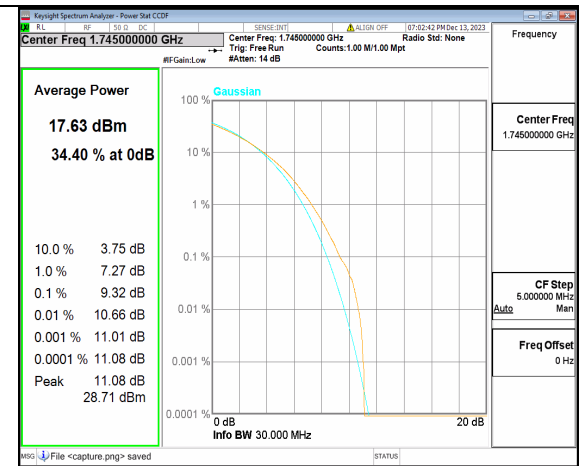 Keysight Spectrum Analyzer - Power Stat CCDF
RL RF 50 Ω DC SENSE:INT ALIGN OFF 07:02:42 PM Dec 13, 2023
Center Freq 1.745000000 GHz
Center Freq: 1.745000000 GHz Radio Std: None
Trig: Free Run Counts:1.00 M/1.00 Mpt
#IFGain:Low #Atten: 14 dB
Frequency
Average Power
17.63 dBm
34.40 % at 0dB
10.0 % 3.75 dB
1.0 % 7.27 dB
0.1 % 9.32 dB
0.01 % 10.66 dB
0.001 % 11.01 dB
0.0001 % 11.08 dB
Peak 11.08 dB
28.71 dBm
Gaussian
100 %
10 %
1 %
0.1 %
0.01 %
0.001 %
0.0001 %
0 dB 20 dB
Info BW 30.000 MHz
Center Freq
1.745000000 GHz
CF Step
5.000000 MHz
Auto Man
Freq Offset
0 Hz
MSG File <capture.png> saved STATUS